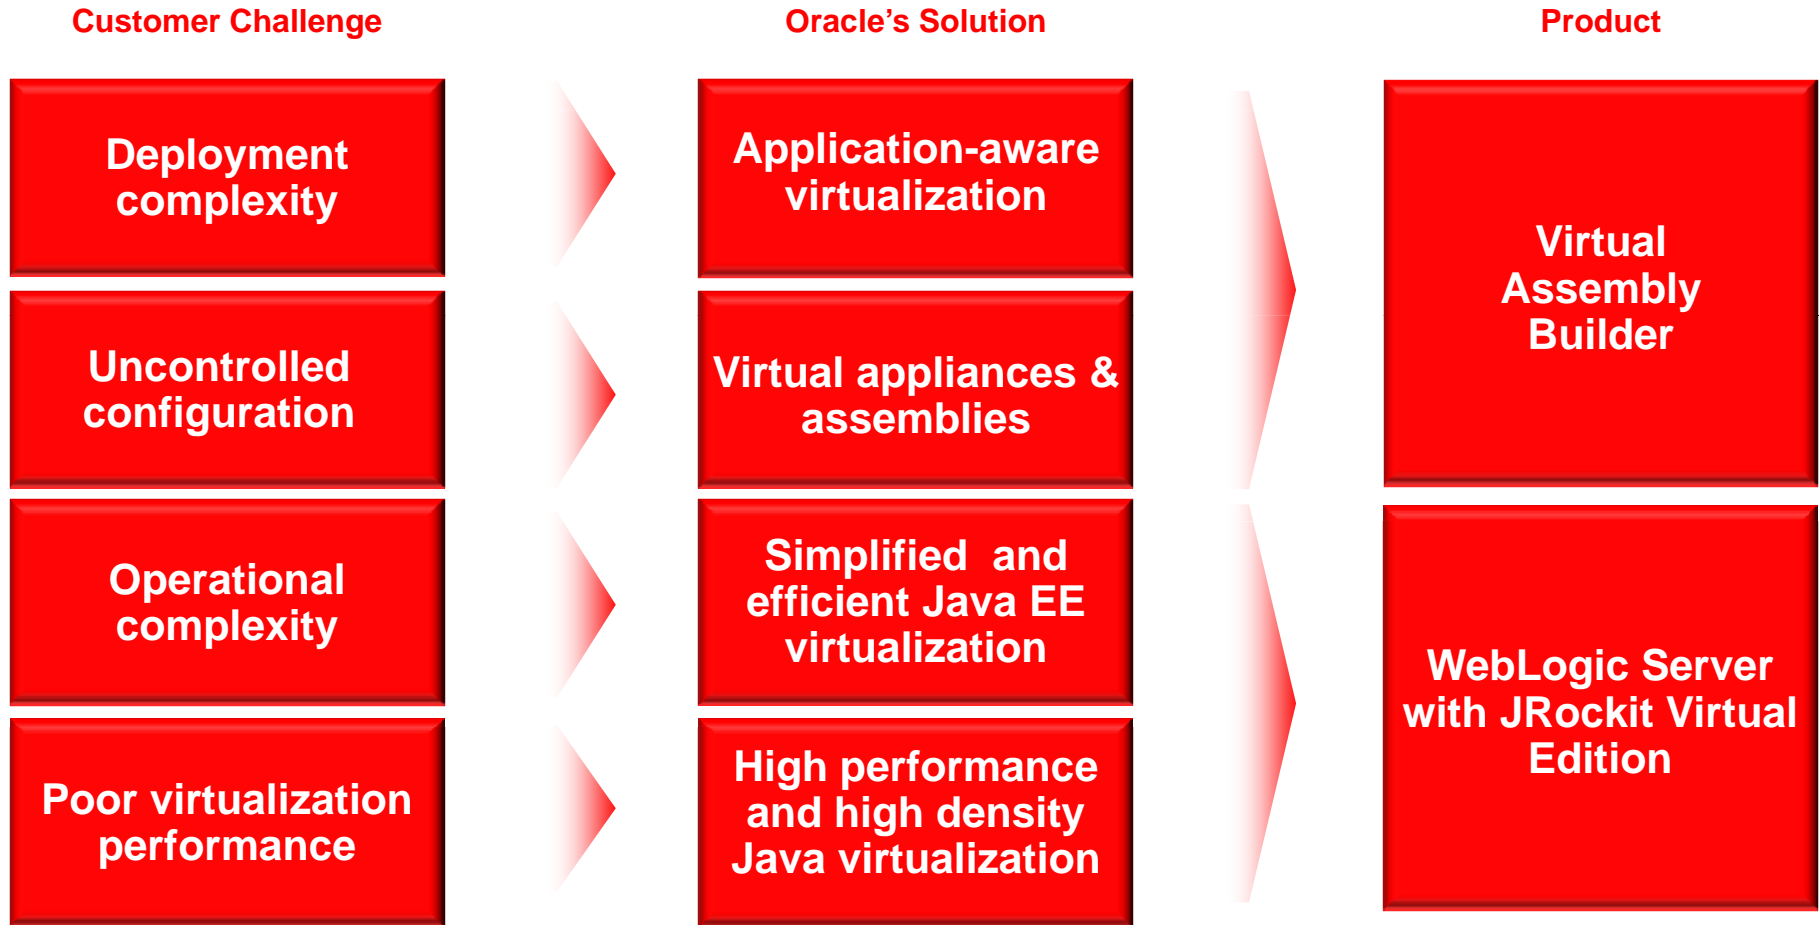 Customer Challenge
Oracle’s Solution
Product
Deployment
complexity
Application-aware
virtualization
Virtual
Assembly
Builder
Uncontrolled
configuration
Virtual appliances &
assemblies
Operational
complexity
Simplified  and
efficient Java EE
virtualization
WebLogic Server
with JRockit Virtual
Edition
Poor virtualization
performance
High performance
and high density
Java virtualization